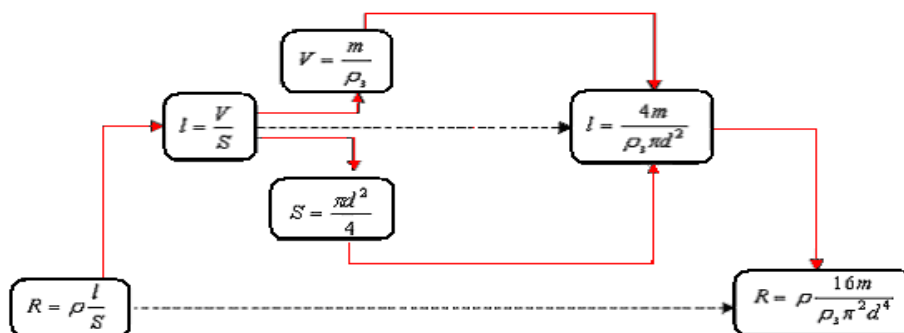 V = m/ρ₃
l = V/S
l = 4m/ρ₃πd²
S = πd²/4
R = ρ l/S
R = ρ 16m/ρ₃π²d⁴